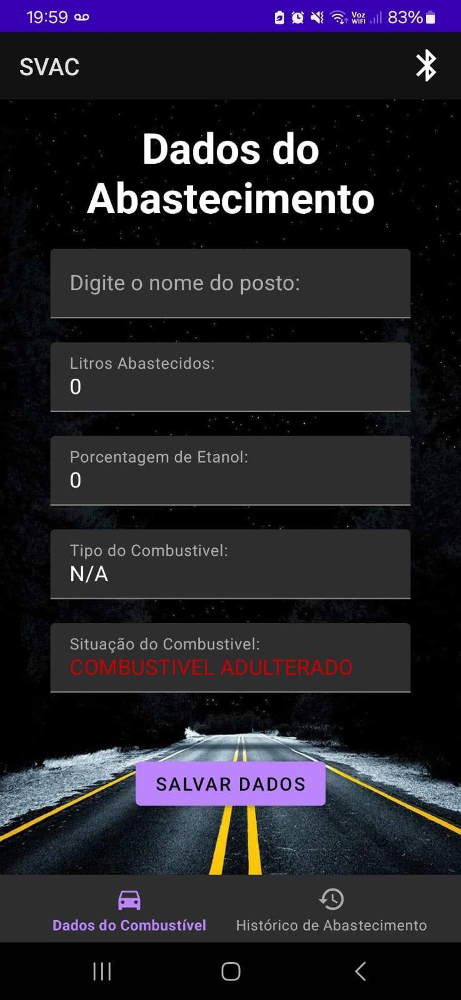 19:59 Voz WIFI 83%
SVAC
Dados do
Abastecimento
Digite o nome do posto:
Litros Abastecidos:
0
Porcentagem de Etanol:
0
Tipo do Combustivel:
N/A
Situação do Combustivel:
COMBUSTIVEL ADULTERADO
SALVAR DADOS
Dados do Combustível
Histórico de Abastecimento